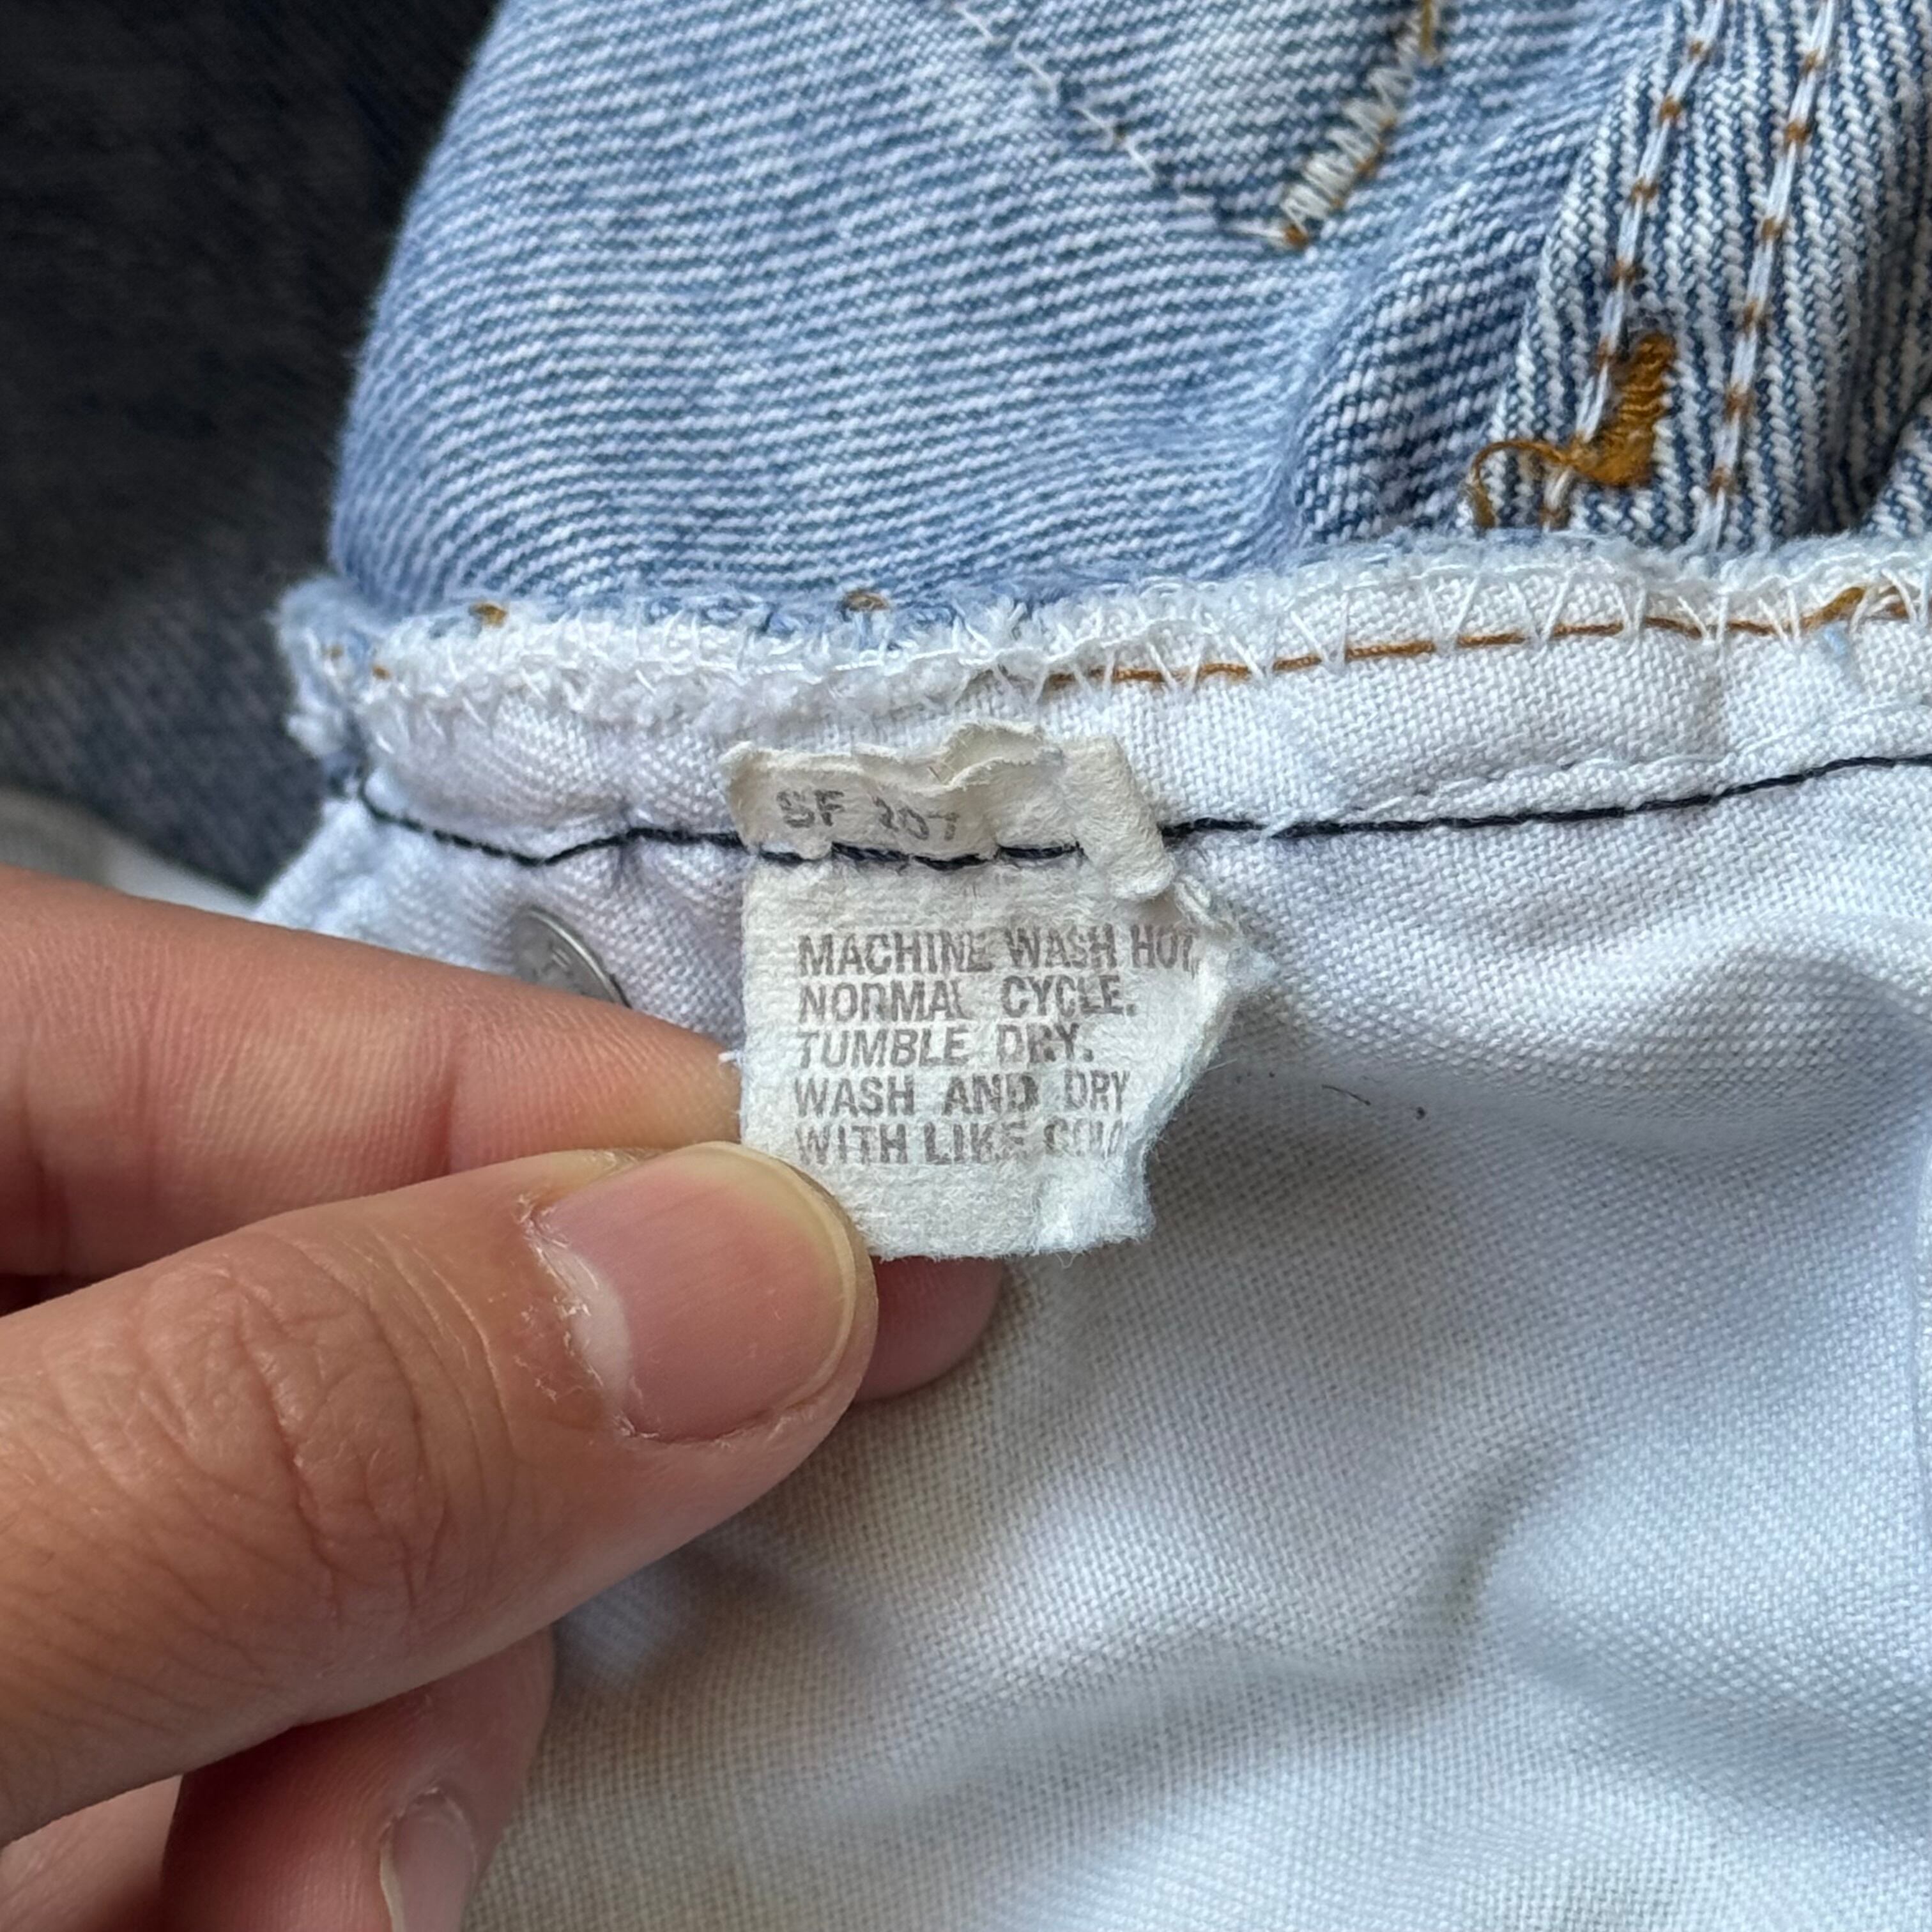 SF 207
MACHINE WASH HOT,
NORMAL CYCLE.
TUMBLE DRY.
WASH AND DRY
WITH LIKE